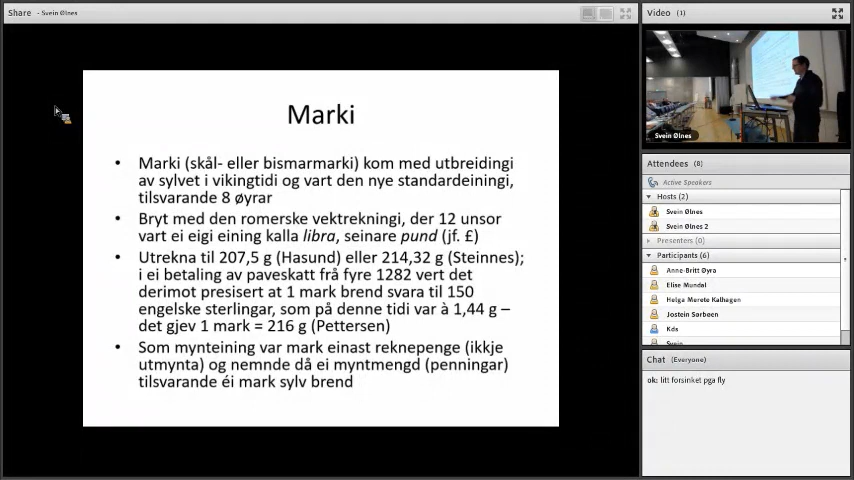 Share - Svein Ølnes
Marki
• Marki (skål- eller bismarmarki) kom med utbreidingi
av sylvet i vikingtidi og vart den nye standardeiningi,
tilsvarande 8 øyrar
• Bryt med den romerske vektrekningi, der 12 unsor
vart ei eigi eining kalla libra, seinare pund (jf. £)
• Utrekna til 207,5 g (Hasund) eller 214,32 g (Steinnes);
i ei betaling av paveskatt frå fyre 1282 vert det
derimot presisert at 1 mark brend svara til 150
engelske sterlingar, som på denne tidi var à 1,44 g –
det gjev 1 mark = 216 g (Pettersen)
• Som mynteining var mark einast reknepenge (ikkje
utmynta) og nemnde då ei myntmengd (penningar)
tilsvarande éi mark sylv brend
Video (1)
Svein Ølnes
Attendees (8)
Active Speakers
Hosts (2)
Svein Ølnes
Svein Ølnes 2
Presenters (0)
Participants (6)
Anne-Britt Øyra
Elise Mundal
Helga Merete Kalhagen
Jostein Sørbøen
Kds
Svein
Chat (Everyone)
ok: litt forsinket pga fly